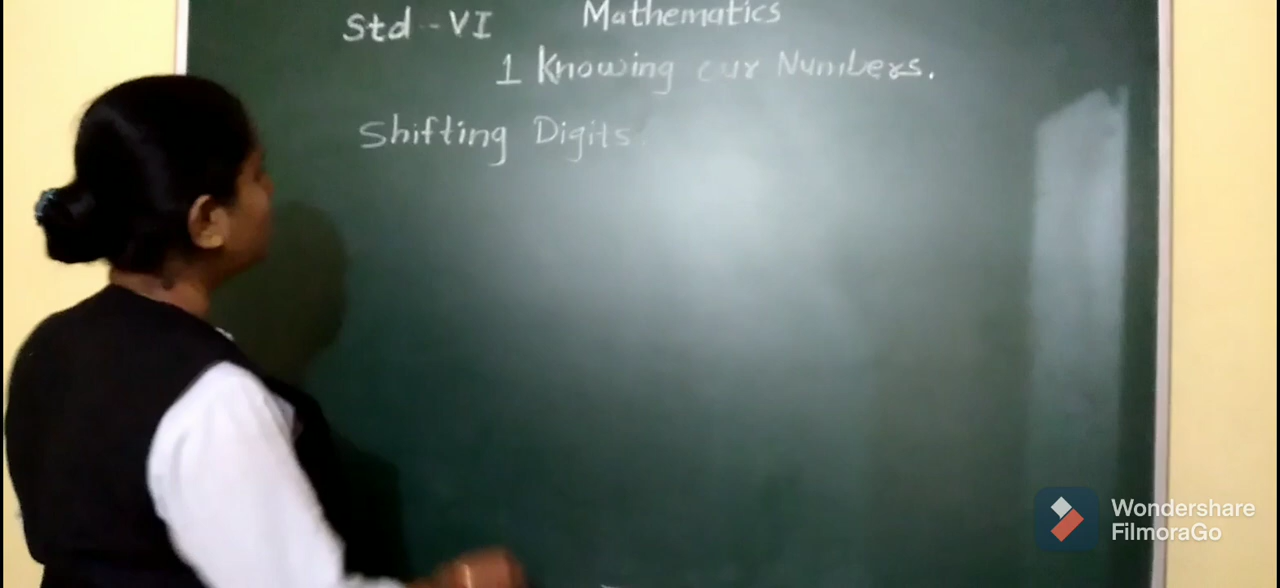 Std - VI Mathematics
1 Knowing our Numbers.
Shifting Digits.
Wondershare
FilmoraGo